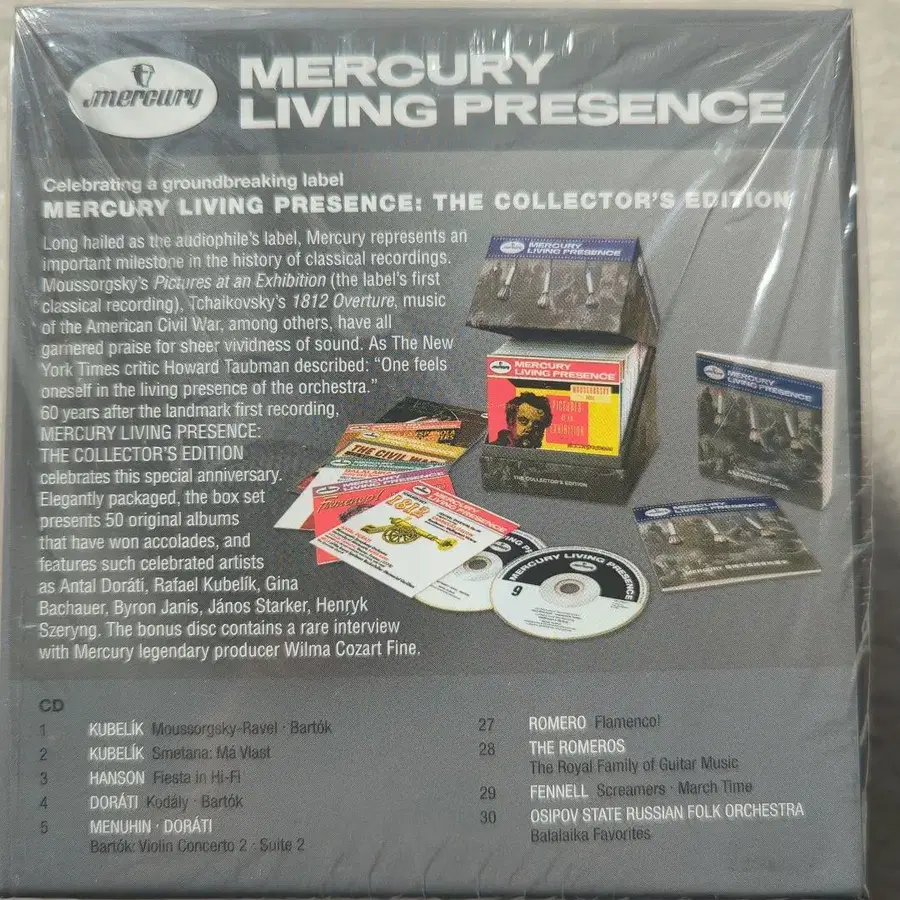 mercury
MERCURY
LIVING PRESENCE
Celebrating a groundbreaking label
MERCURY LIVING PRESENCE: THE COLLECTOR'S EDITION
Long hailed as the audiophile's label, Mercury represents an
important milestone in the history of classical recordings.
Moussorgsky's Pictures at an Exhibition (the label's first
classical recording), Tchaikovsky's 1812 Overture, music
of the American Civil War, among others, have all
garnered praise for sheer vividness of sound. As The New
York Times critic Howard Taubman described: "One feels
oneself in the living presence of the orchestra."
60 years after the landmark first recording,
MERCURY LIVING PRESENCE:
THE COLLECTOR'S EDITION
celebrates this special anniversary.
Elegantly packaged, the box set
presents 50 original albums
that have won accolades, and
features such celebrated artists
as Antal Doráti, Rafael Kubelík, Gina
Bachauer, Byron Janis, János Starker, Henryk
Szeryng. The bonus disc contains a rare interview
with Mercury legendary producer Wilma Cozart Fine.
MERCURY
LIVING PRESENCE
MERCURY
LIVING PRESENCE
MOUSSORGSKY
PICTURES
AT AN
EXHIBITION
THE COLLECTOR'S EDITION
MERCURY
LIVING PRESENCE
MERCURY
LIVING PRESENCE
THE CIVIL WAR
MERCURY
LIVING PRESENCE
1812
MERCURY LIVING PRESENCE
9
CD
1 KUBELÍK Moussorgsky-Ravel · Bartók
2 KUBELÍK Smetana: Má Vlast
3 HANSON Fiesta in Hi-Fi
4 DORÁTI Kodály · Bartók
5 MENUHIN · DORÁTI
Bartók: Violin Concerto 2 · Suite 2
27 ROMERO Flamenco!
28 THE ROMEROS
The Royal Family of Guitar Music
29 FENNELL Screamers · March Time
30 OSIPOV STATE RUSSIAN FOLK ORCHESTRA
Balalaika Favorites